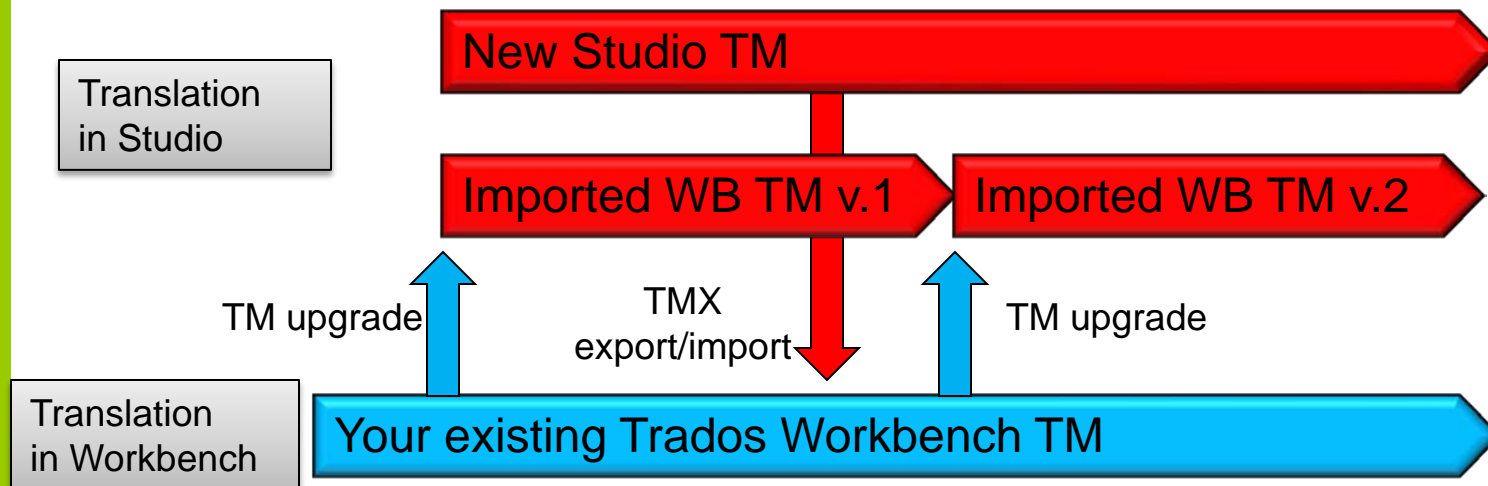 New Studio TM
Translation
in Studio
Imported WB TM v.1
Imported WB TM v.2
TM upgrade
TMX
export/import
TM upgrade
Translation
in Workbench
Your existing Trados Workbench TM